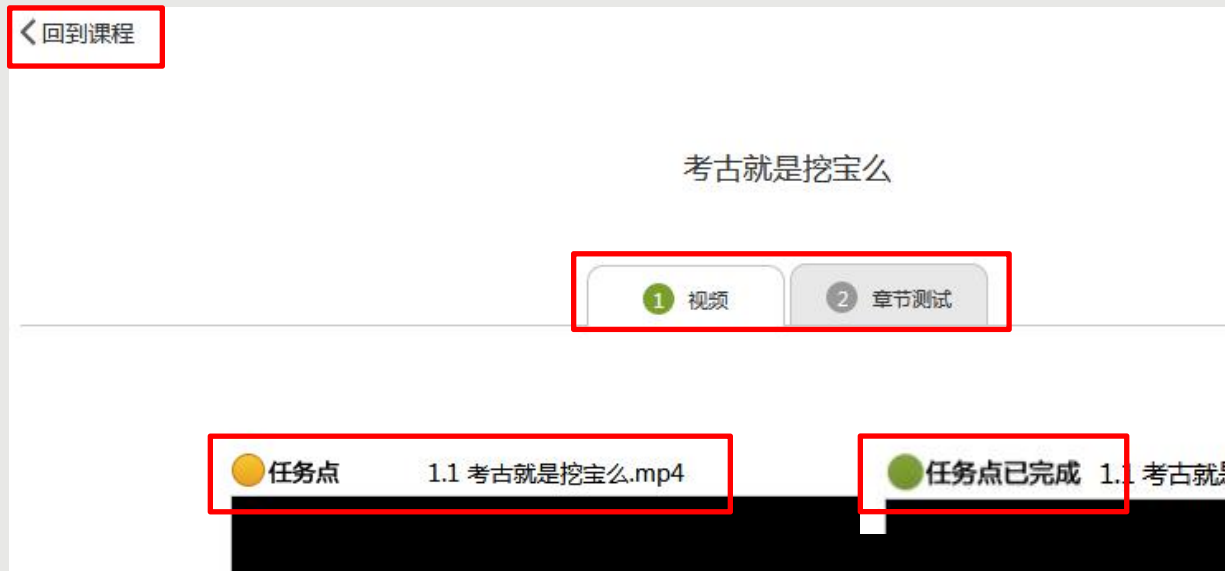 回到课程
考古就是挖宝么
1 视频 2 章节测试
任务点 1.1 考古就是挖宝么.mp4 任务点已完成 1.1 考古就是